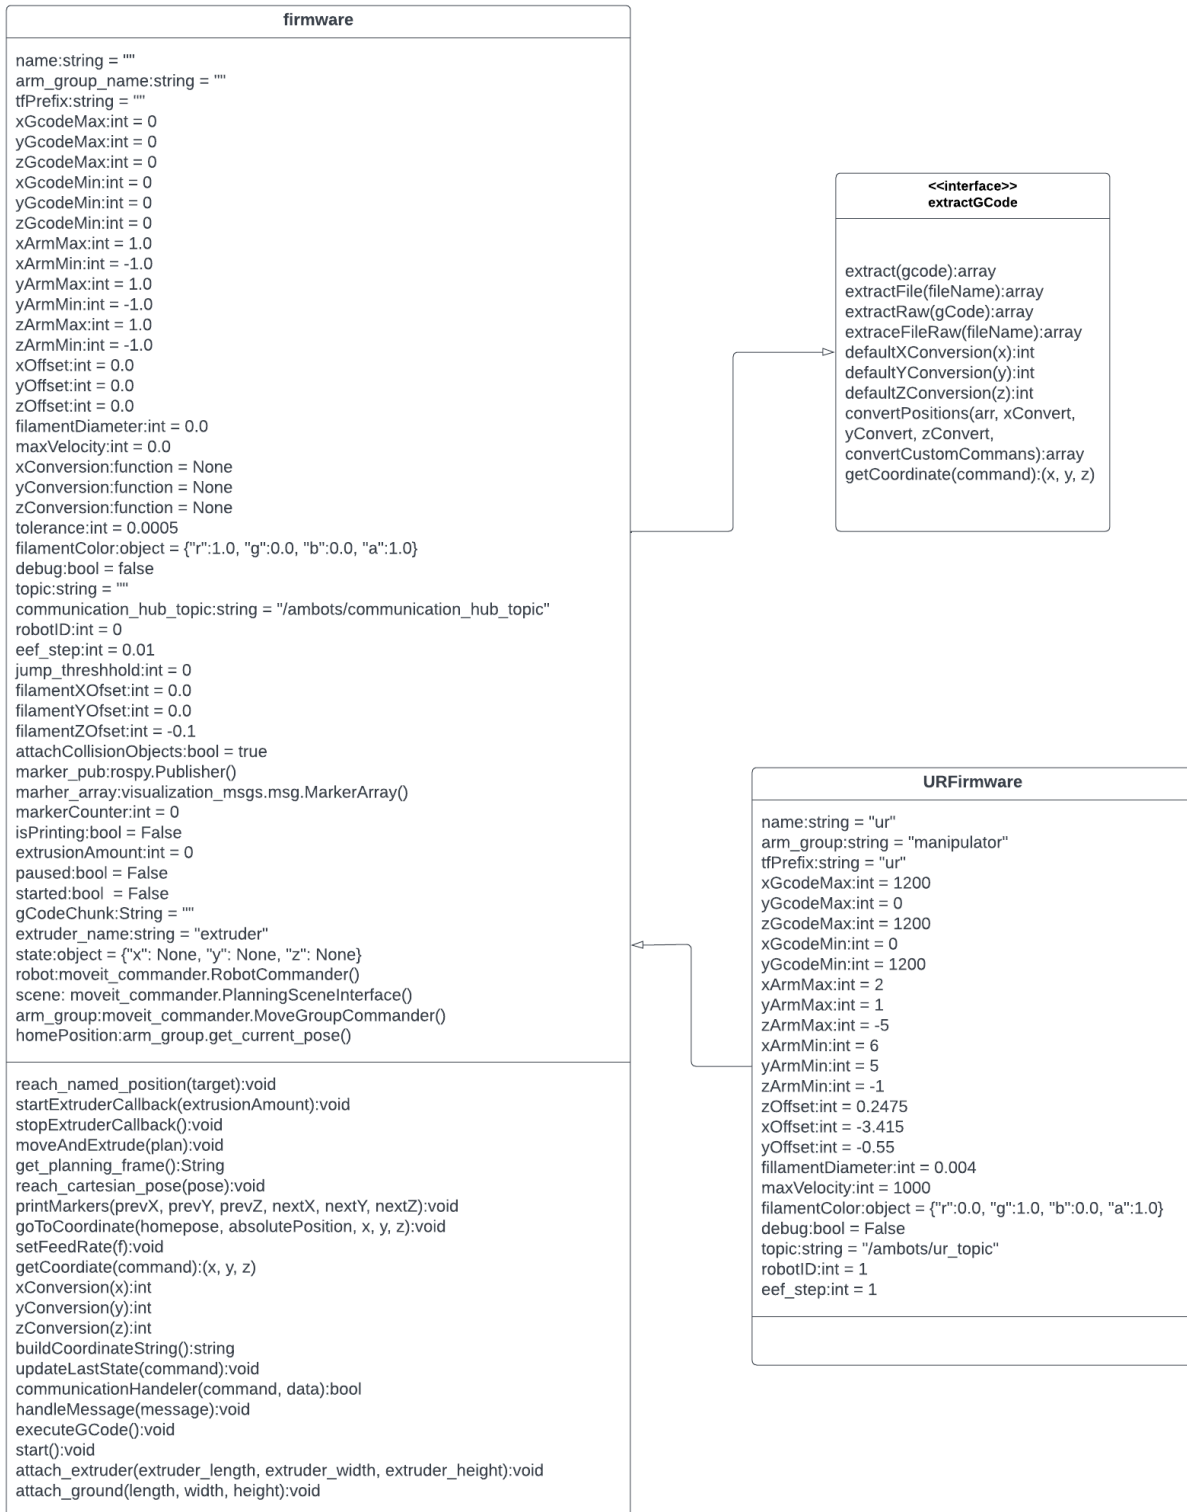 firmware
name:string = ""
arm_group_name:string = ""
tfPrefix:string = ""
xGcodeMax:int = 0
yGcodeMax:int = 0
zGcodeMax:int = 0
xGcodeMin:int = 0
yGcodeMin:int = 0
zGcodeMin:int = 0
xArmMax:int = 1.0
xArmMin:int = -1.0
yArmMax:int = 1.0
yArmMin:int = -1.0
zArmMax:int = 1.0
zArmMin:int = -1.0
xOffset:int = 0.0
yOffset:int = 0.0
zOffset:int = 0.0
filamentDiameter:int = 0.0
maxVelocity:int = 0.0
xConversion:function = None
yConversion:function = None
zConversion:function = None
tolerance:int = 0.0005
filamentColor:object = {"r":1.0, "g":0.0, "b":0.0, "a":1.0}
debug:bool = false
topic:string = ""
communication_hub_topic:string = "/ambots/communication_hub_topic"
robotID:int = 0
eef_step:int = 0.01
jump_threshhold:int = 0
filamentXOfset:int = 0.0
filamentYOfset:int = 0.0
filamentZOfset:int = -0.1
attachCollisionObjects:bool = true
marker_pub:rospy.Publisher()
marher_array:visualization_msgs.msg.MarkerArray()
markerCounter:int = 0
isPrinting:bool = False
extrusionAmount:int = 0
paused:bool = False
started:bool  = False
gCodeChunk:String = ""
extruder_name:string = "extruder"
state:object = {"x": None, "y": None, "z": None}
robot:moveit_commander.RobotCommander()
scene: moveit_commander.PlanningSceneInterface()
arm_group:moveit_commander.MoveGroupCommander()
homePosition:arm_group.get_current_pose()
reach_named_position(target):void
startExtruderCallback(extrusionAmount):void
stopExtruderCallback():void
moveAndExtrude(plan):void
get_planning_frame():String
reach_cartesian_pose(pose):void
printMarkers(prevX, prevY, prevZ, nextX, nextY, nextZ):void
goToCoordinate(homepose, absolutePosition, x, y, z):void
setFeedRate(f):void
getCoordiate(command):(x, y, z)
xConversion(x):int
yConversion(y):int
zConversion(z):int
buildCoordinateString():string
updateLastState(command):void
communicationHandeler(command, data):bool
handleMessage(message):void
executeGCode():void
start():void
attach_extruder(extruder_length, extruder_width, extruder_height):void
attach_ground(length, width, height):void
<<interface>>
extractGCode
extract(gcode):array
extractFile(fileName):array
extractRaw(gCode):array
extraceFileRaw(fileName):array
defaultXConversion(x):int
defaultYConversion(y):int
defaultZConversion(z):int
convertPositions(arr, xConvert,
yConvert, zConvert,
convertCustomCommans):array
getCoordinate(command):(x, y, z)
URFirmware
name:string = "ur"
arm_group:string = "manipulator"
tfPrefix:string = "ur"
xGcodeMax:int = 1200
yGcodeMax:int = 0
zGcodeMax:int = 1200
xGcodeMin:int = 0
yGcodeMin:int = 1200
xArmMax:int = 2
yArmMax:int = 1
zArmMax:int = -5
xArmMin:int = 6
yArmMin:int = 5
zArmMin:int = -1
zOffset:int = 0.2475
xOffset:int = -3.415
yOffset:int = -0.55
fillamentDiameter:int = 0.004
maxVelocity:int = 1000
filamentColor:object = {"r":0.0, "g":1.0, "b":0.0, "a":1.0}
debug:bool = False
topic:string = "/ambots/ur_topic"
robotID:int = 1
eef_step:int = 1